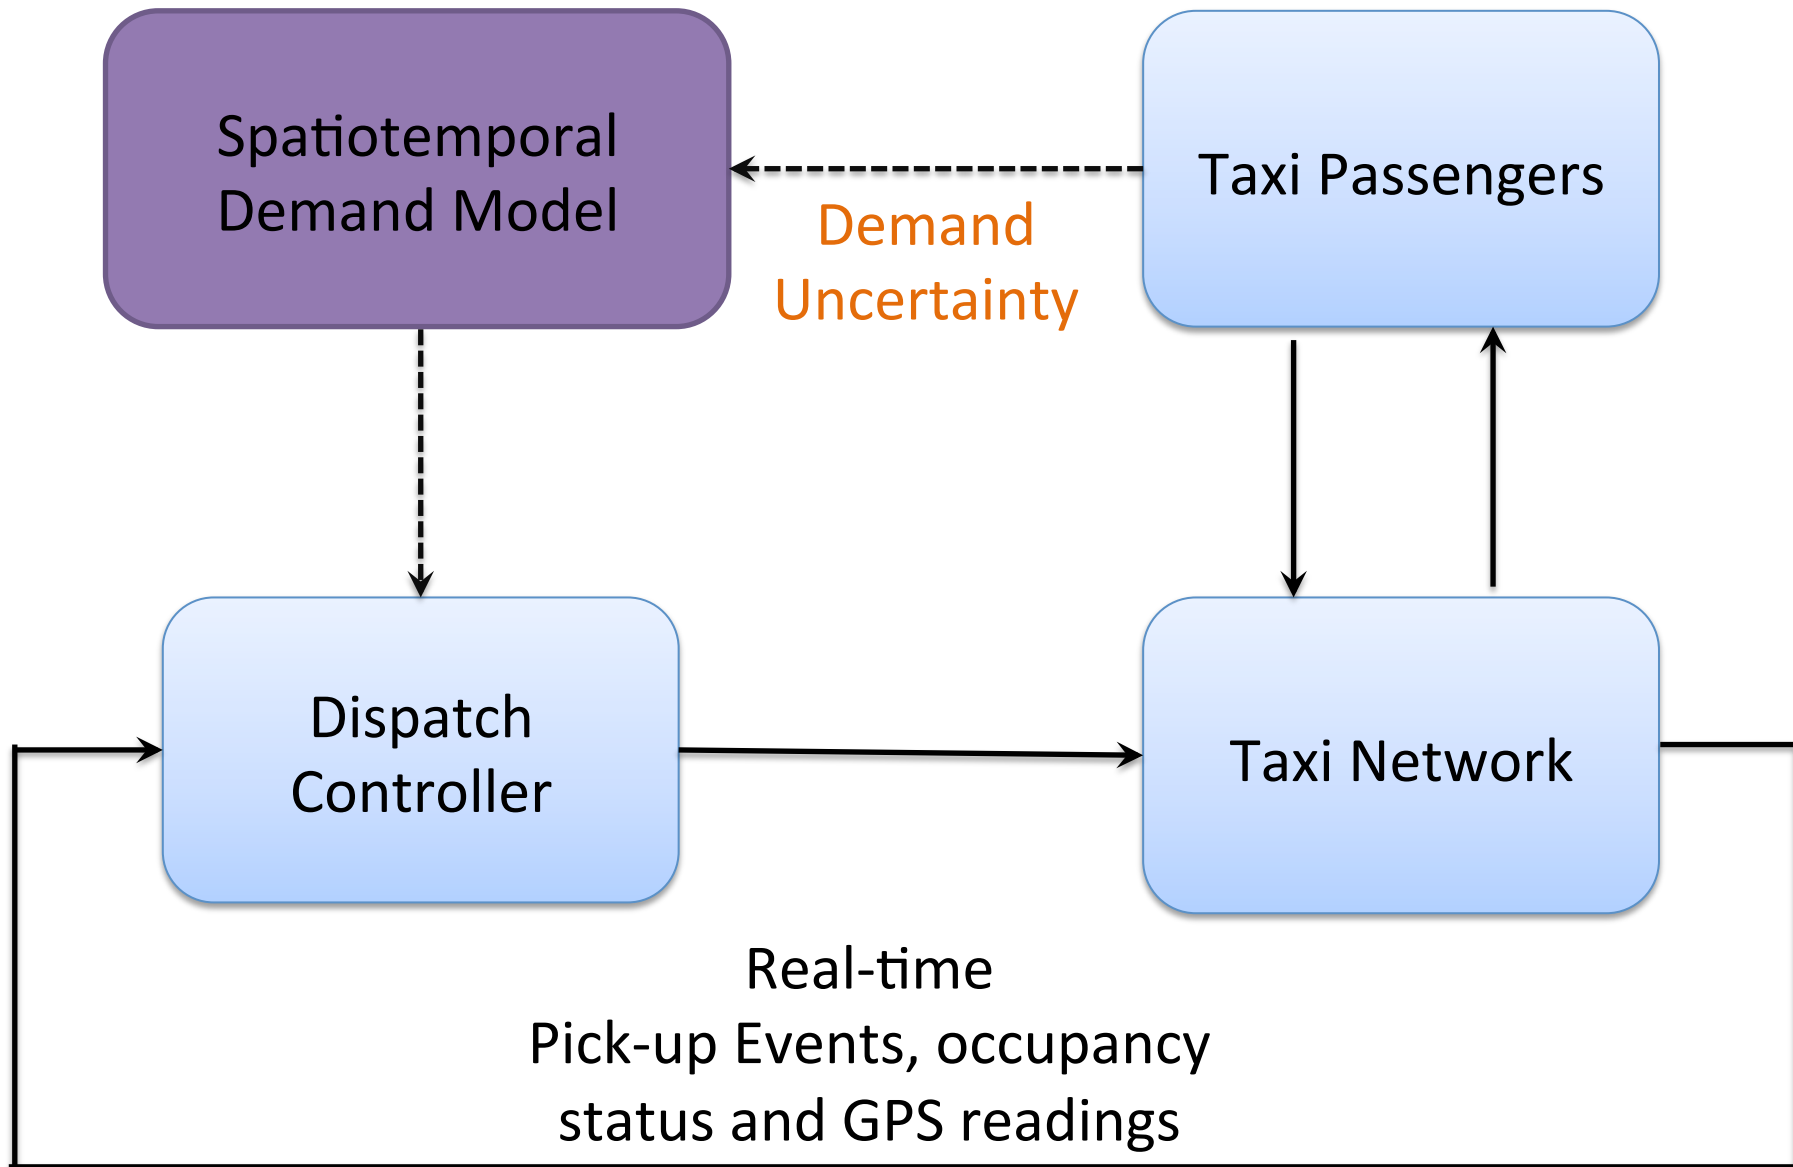 Spatiotemporal
Demand Model
Taxi Passengers
Demand
Uncertainty
Dispatch
Controller
Taxi Network
Real-time
Pick-up Events, occupancy
status and GPS readings